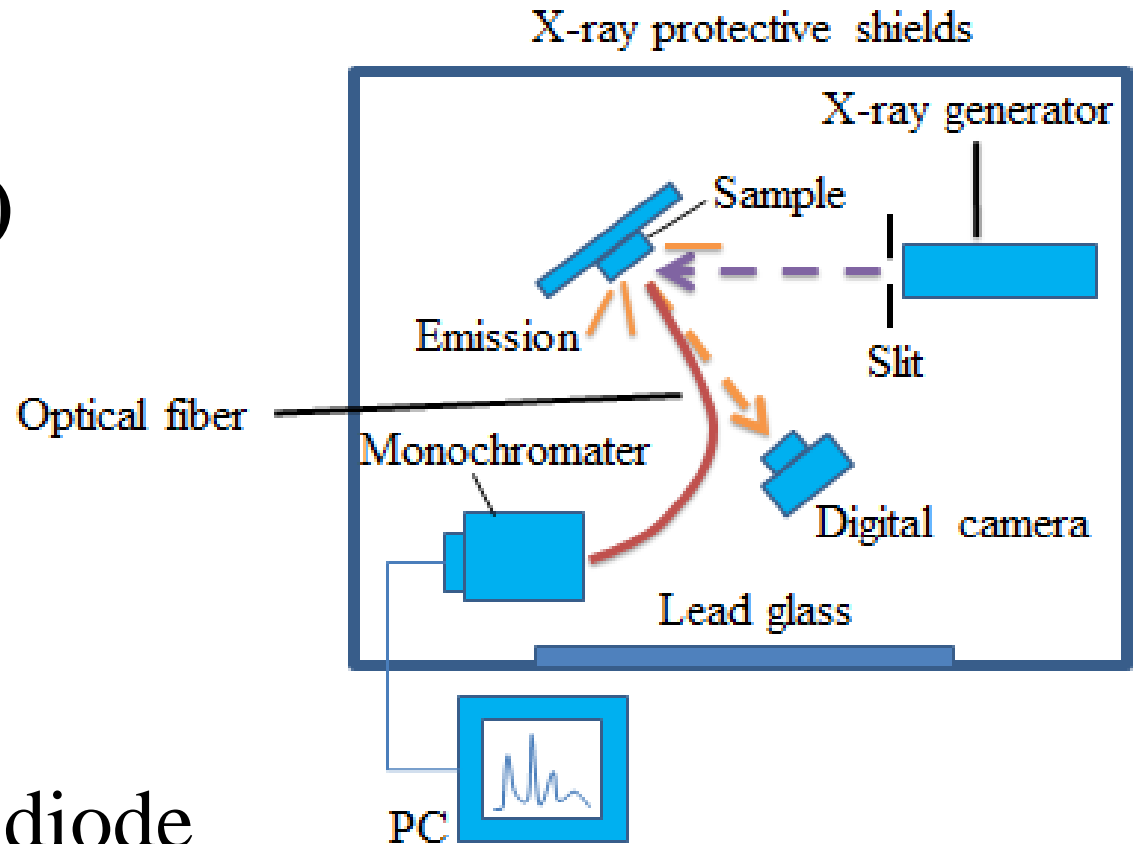 X-ray protective shields
X-ray generator
)
Sample
Emission
Slit
Optical fiber
Monochromater
Digital camera
Lead glass
diode
PC